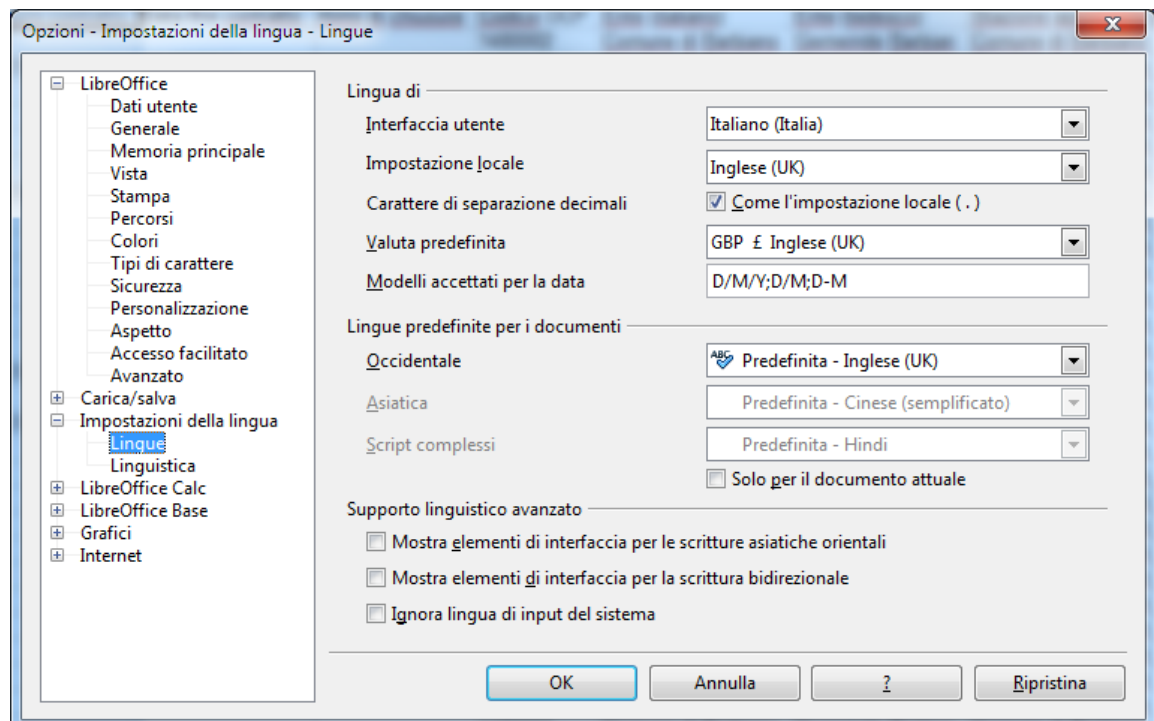 Opzioni - Impostazioni della lingua - Lingue
LibreOffice
Dati utente
Generale
Memoria principale
Vista
Stampa
Percorsi
Colori
Tipi di carattere
Sicurezza
Personalizzazione
Aspetto
Accesso facilitato
Avanzato
Carica/salva
Impostazioni della lingua
Lingue
Linguistica
LibreOffice Calc
LibreOffice Base
Grafici
Internet
Lingua di
Interfaccia utente Italiano (Italia)
Impostazione locale Inglese (UK)
Carattere di separazione decimali Come l'impostazione locale ( . )
Valuta predefinita GBP £ Inglese (UK)
Modelli accettati per la data D/M/Y;D/M;D-M
Lingue predefinite per i documenti
Occidentale ABC Predefinita - Inglese (UK)
Asiatica Predefinita - Cinese (semplificato)
Script complessi Predefinita - Hindi
Solo per il documento attuale
Supporto linguistico avanzato
Mostra elementi di interfaccia per le scritture asiatiche orientali
Mostra elementi di interfaccia per la scrittura bidirezionale
Ignora lingua di input del sistema
OK Annulla ? Ripristina